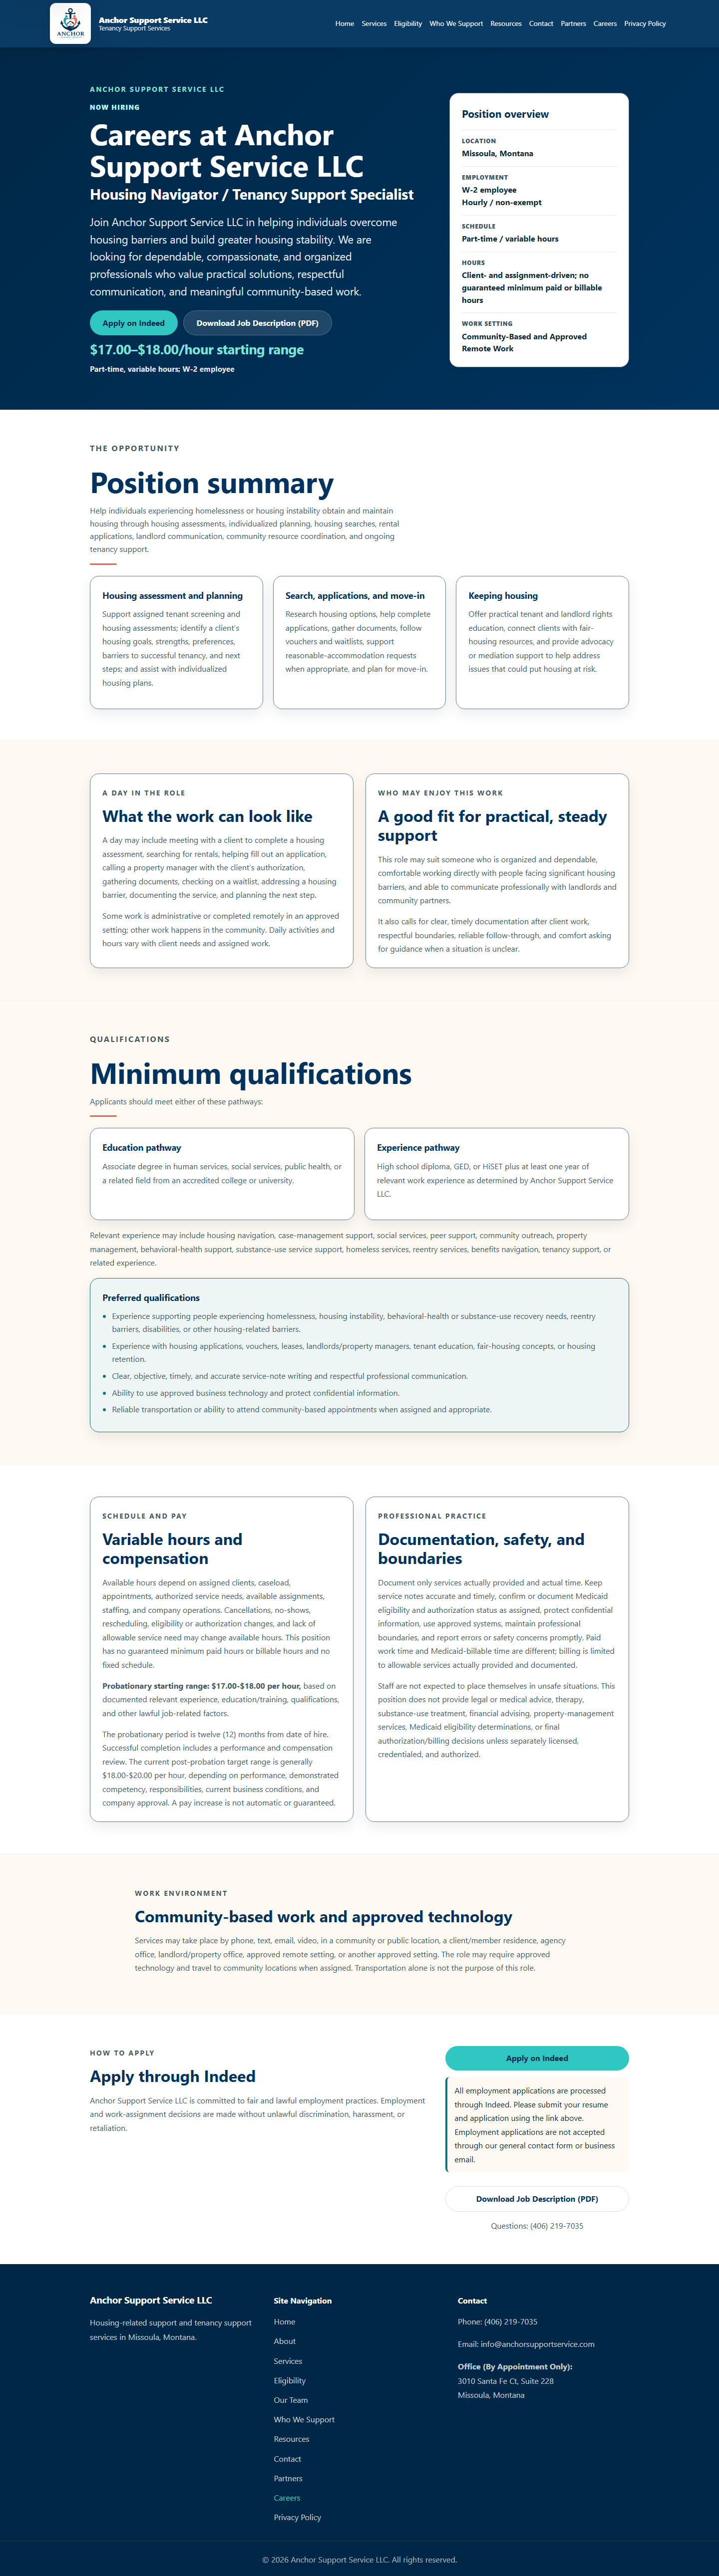 ANCHOR
Anchor Support Service LLC
Tenancy Support Services
Home Services Eligibility Who We Support Resources Contact Partners Careers Privacy Policy
ANCHOR SUPPORT SERVICE LLC
NOW HIRING
Careers at Anchor
Support Service LLC
Housing Navigator / Tenancy Support Specialist
Join Anchor Support Service LLC in helping individuals overcome
housing barriers and build greater housing stability. We are
looking for dependable, compassionate, and organized
professionals who value practical solutions, respectful
communication, and meaningful community-based work.
Apply on Indeed
Download Job Description (PDF)
$17.00–$18.00/hour starting range
Part-time, variable hours; W-2 employee
Position overview
LOCATION
Missoula, Montana
EMPLOYMENT
W-2 employee
Hourly / non-exempt
SCHEDULE
Part-time / variable hours
HOURS
Client- and assignment-driven; no
guaranteed minimum paid or billable
hours
WORK SETTING
Community-Based and Approved
Remote Work
THE OPPORTUNITY
Position summary
Help individuals experiencing homelessness or housing instability obtain and maintain
housing through housing assessments, individualized planning, housing searches, rental
applications, landlord communication, community resource coordination, and ongoing
tenancy support.
Housing assessment and planning
Support assigned tenant screening and
housing assessments; identify a client's
housing goals, strengths, preferences,
barriers to successful tenancy, and next
steps; and assist with individualized
housing plans.
Search, applications, and move-in
Research housing options, help complete
applications, gather documents, follow
vouchers and waitlists, support
reasonable-accommodation requests
when appropriate, and plan for move-in.
Keeping housing
Offer practical tenant and landlord rights
education, connect clients with fair-
housing resources, and provide advocacy
or mediation support to help address
issues that could put housing at risk.
A DAY IN THE ROLE
What the work can look like
A day may include meeting with a client to complete a housing
assessment, searching for rentals, helping fill out an application,
calling a property manager with the client's authorization,
gathering documents, checking on a waitlist, addressing a housing
barrier, documenting the service, and planning the next step.
Some work is administrative or completed remotely in an approved
setting; other work happens in the community. Daily activities and
hours vary with client needs and assigned work.
WHO MAY ENJOY THIS WORK
A good fit for practical, steady
support
This role may suit someone who is organized and dependable,
comfortable working directly with people facing significant housing
barriers, and able to communicate professionally with landlords and
community partners.
It also calls for clear, timely documentation after client work,
respectful boundaries, reliable follow-through, and comfort asking
for guidance when a situation is unclear.
QUALIFICATIONS
Minimum qualifications
Applicants should meet either of these pathways:
Education pathway
Associate degree in human services, social services, public health, or
a related field from an accredited college or university.
Experience pathway
High school diploma, GED, or HiSET plus at least one year of
relevant work experience as determined by Anchor Support Service
LLC.
Relevant experience may include housing navigation, case-management support, social services, peer support, community outreach, property
management, behavioral-health support, substance-use service support, homeless services, reentry services, benefits navigation, tenancy support, or
related experience.
Preferred qualifications
• Experience supporting people experiencing homelessness, housing instability, behavioral-health or substance-use recovery needs, reentry
barriers, disabilities, or other housing-related barriers.
• Experience with housing applications, vouchers, leases, landlords/property managers, tenant education, fair-housing concepts, or housing
retention.
• Clear, objective, timely, and accurate service-note writing and respectful professional communication.
• Ability to use approved business technology and protect confidential information.
• Reliable transportation or ability to attend community-based appointments when assigned and appropriate.
SCHEDULE AND PAY
Variable hours and
compensation
Available hours depend on assigned clients, caseload,
appointments, authorized service needs, available assignments,
staffing, and company operations. Cancellations, no-shows,
rescheduling, eligibility or authorization changes, and lack of
allowable service need may change available hours. This position
has no guaranteed minimum paid hours or billable hours and no
fixed schedule.
Probationary starting range: $17.00-$18.00 per hour, based on
documented relevant experience, education/training, qualifications,
and other lawful job-related factors.
The probationary period is twelve (12) months from date of hire.
Successful completion includes a performance and compensation
review. The current post-probation target range is generally
$18.00-$20.00 per hour, depending on performance, demonstrated
competency, responsibilities, current business conditions, and
company approval. A pay increase is not automatic or guaranteed.
PROFESSIONAL PRACTICE
Documentation, safety, and
boundaries
Document only services actually provided and actual time. Keep
service notes accurate and timely, confirm or document Medicaid
eligibility and authorization status as assigned, protect confidential
information, use approved systems, maintain professional
boundaries, and report errors or safety concerns promptly. Paid
work time and Medicaid-billable time are different; billing is limited
to allowable services actually provided and documented.
Staff are not expected to place themselves in unsafe situations. This
position does not provide legal or medical advice, therapy,
substance-use treatment, financial advising, property-management
services, Medicaid eligibility determinations, or final
authorization/billing decisions unless separately licensed,
credentialed, and authorized.
WORK ENVIRONMENT
Community-based work and approved technology
Services may take place by phone, text, email, video, in a community or public location, a client/member residence, agency
office, landlord/property office, approved remote setting, or another approved setting. The role may require approved
technology and travel to community locations when assigned. Transportation alone is not the purpose of this role.
HOW TO APPLY
Apply through Indeed
Anchor Support Service LLC is committed to fair and lawful employment practices. Employment
and work-assignment decisions are made without unlawful discrimination, harassment, or
retaliation.
Apply on Indeed
All employment applications are processed
through Indeed. Please submit your resume
and application using the link above.
Employment applications are not accepted
through our general contact form or business
email.
Download Job Description (PDF)
Questions: (406) 219-7035
Anchor Support Service LLC
Housing-related support and tenancy support
services in Missoula, Montana.
Site Navigation
Home
About
Services
Eligibility
Our Team
Who We Support
Resources
Contact
Partners
Careers
Privacy Policy
Contact
Phone: (406) 219-7035
Email: info@anchorsupportservice.com
Office (By Appointment Only):
3010 Santa Fe Ct, Suite 228
Missoula, Montana
© 2026 Anchor Support Service LLC. All rights reserved.